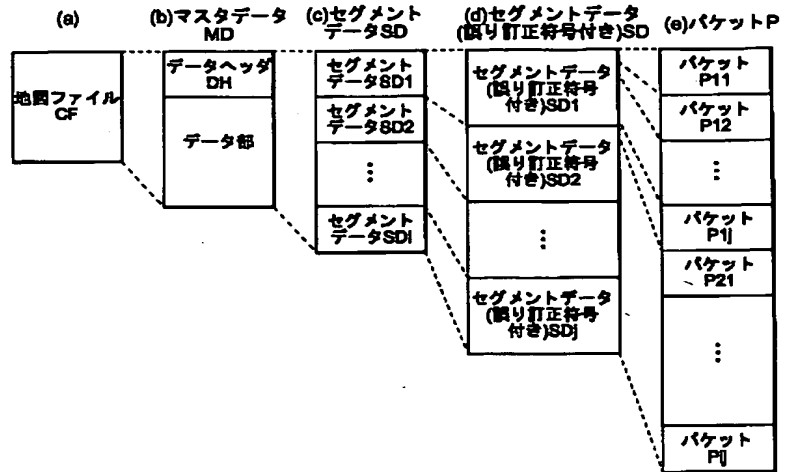 (a)
地図ファイル
CF
(b)マスタデータ
MD
データヘッダ
DH
データ部
(c)セグメント
データSD
セグメント
データSD1
セグメント
データSD2
⋮
セグメント
データSDi
(d)セグメントデータ
(誤り訂正符号付き)SD
セグメントデータ
(誤り訂正符号
付き)SD1
セグメントデータ
(誤り訂正符号
付き)SD2
⋮
セグメントデータ
(誤り訂正符号
付き)SDj
(e)パケットP
パケット
P11
パケット
P12
⋮
パケット
P1j
パケット
P21
⋮
パケット
Pij